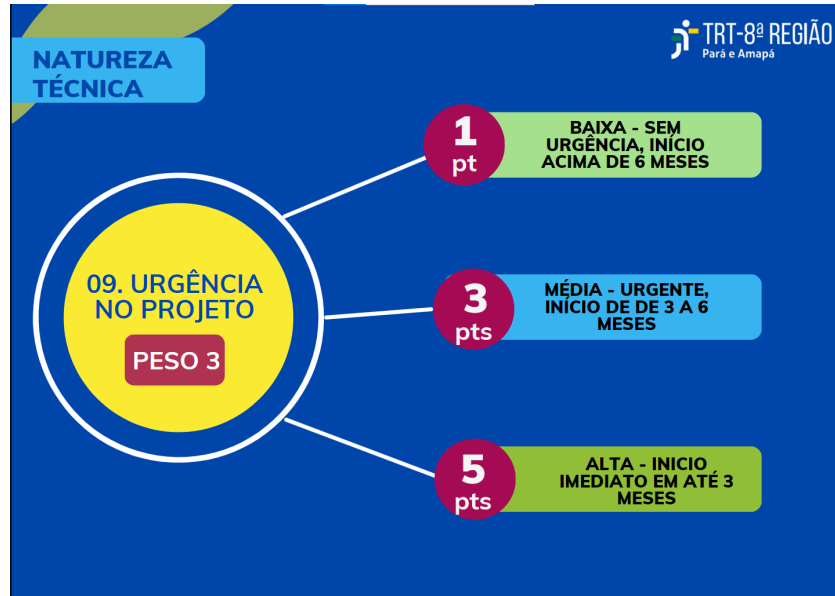 NATUREZA
TÉCNICA
TRT-8ª REGIÃO
Pará e Amapá
09. URGÊNCIA
NO PROJETO
PESO 3
1
pt
BAIXA - SEM
URGÊNCIA, INÍCIO
ACIMA DE 6 MESES
3
pts
MÉDIA - URGENTE,
INÍCIO DE DE 3 A 6
MESES
5
pts
ALTA - INICIO
IMEDIATO EM ATÉ 3
MESES